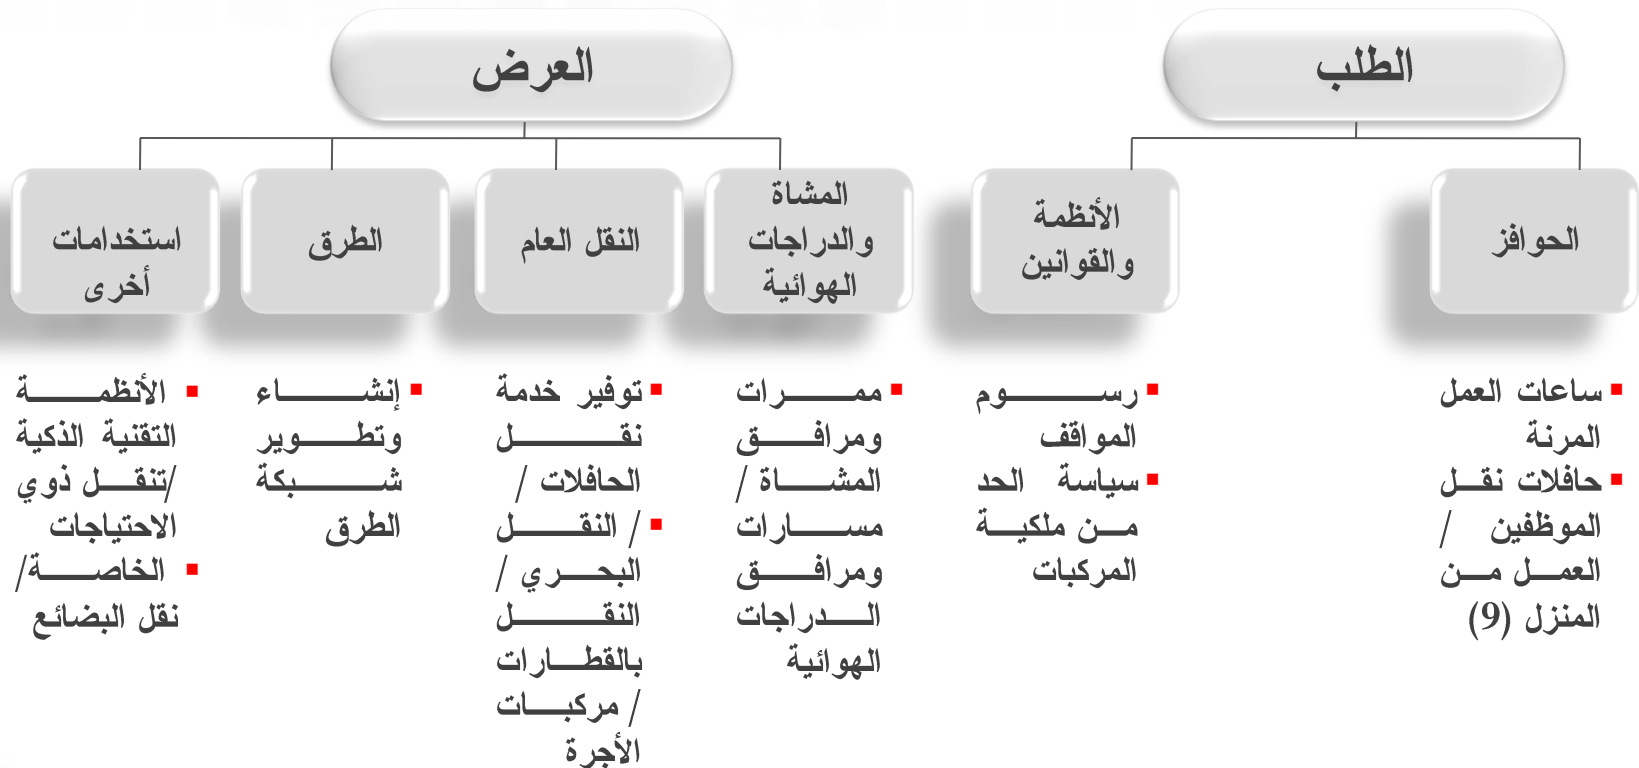 الطلب
الحوافز
ساعات العمل
المرنة
حافلات نقل
الموظفين /
العمل من
المنزل (9)
الأنظمة
والقوانين
رسوم
المواقف
سياسة الحد
من ملكية
المركبات
العرض
المشاة
والدراجات
الهوائية
ممرات
ومرافق
المشاة /
مسارات
ومرافق
الدراجات
الهوائية
النقل العام
توفير خدمة
نقل
الحافلات /
/ النقل
البحري /
النقل
بالقطارات
/ مركبات
الأجرة
الطرق
إنشاء
وتطوير
شبكة
الطرق
استخدامات
أخرى
الأنظمة
التقنية الذكية
/تنقل ذوي
الاحتياجات
الخاصة/
نقل البضائع